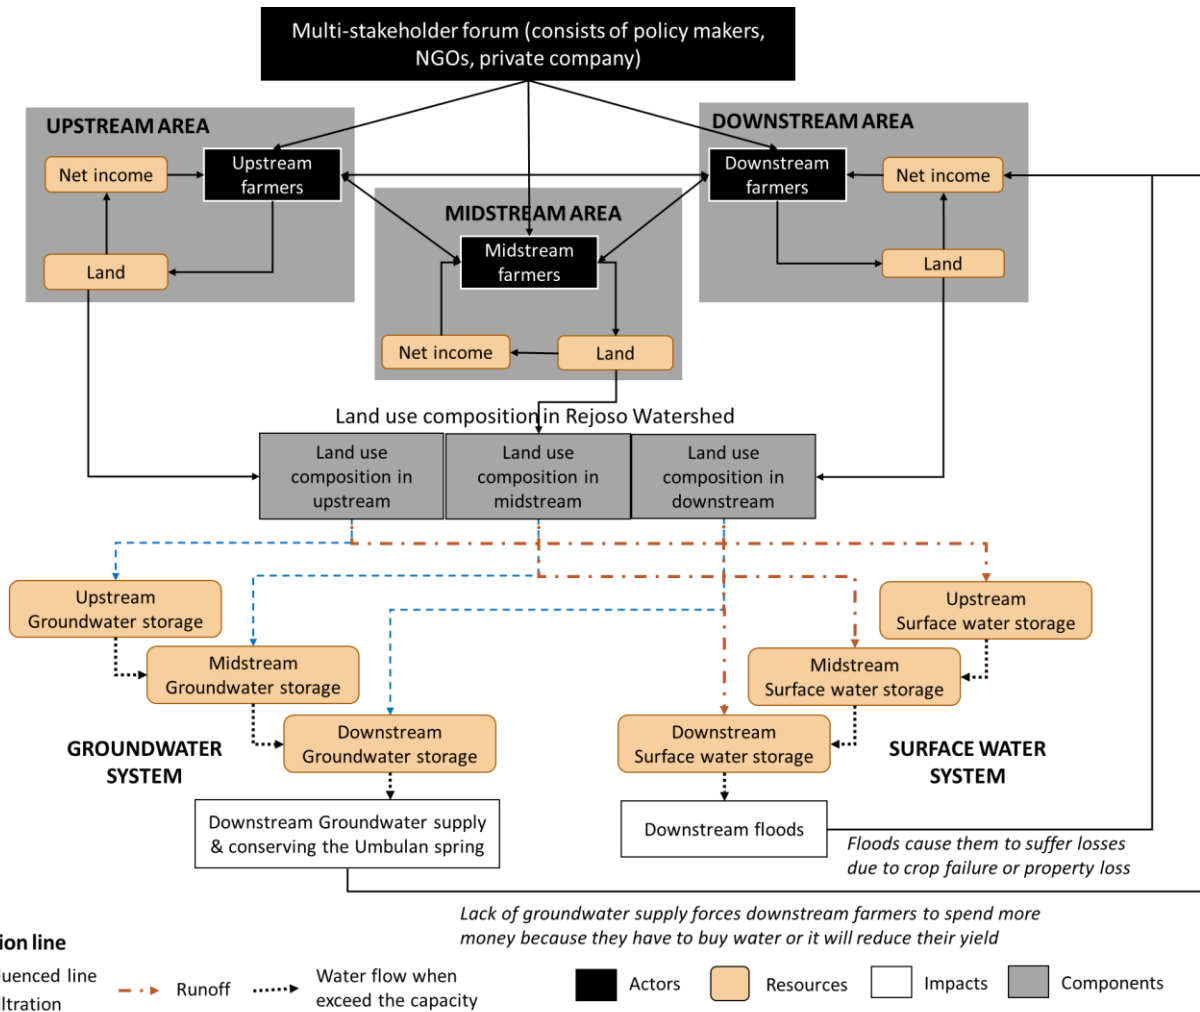 Multi-stakeholder forum (consists of policy makers,
NGOs, private company)
UPSTREAM AREA
DOWNSTREAM AREA
Net income
Upstream
farmers
Downstream
farmers
Net income
MIDSTREAM AREA
Midstream
farmers
Land
Land
Net income
Land
Land use composition in Rejoso Watershed
Land use
composition in
upstream
Land use
composition in
midstream
Land use
composition in
downstream
Upstream
Groundwater storage
Upstream
Surface water storage
Midstream
Groundwater storage
Midstream
Surface water storage
Downstream
Groundwater storage
Downstream
Surface water storage
GROUNDWATER
SYSTEM
SURFACE WATER
SYSTEM
Downstream Groundwater supply
& conserving the Umbulan spring
Downstream floods
Floods cause them to suffer losses
due to crop failure or property loss
Lack of groundwater supply forces downstream farmers to spend more
money because they have to buy water or it will reduce their yield
ion line
uenced line
ltration
Runoff
Water flow when
exceed the capacity
Actors
Resources
Impacts
Components